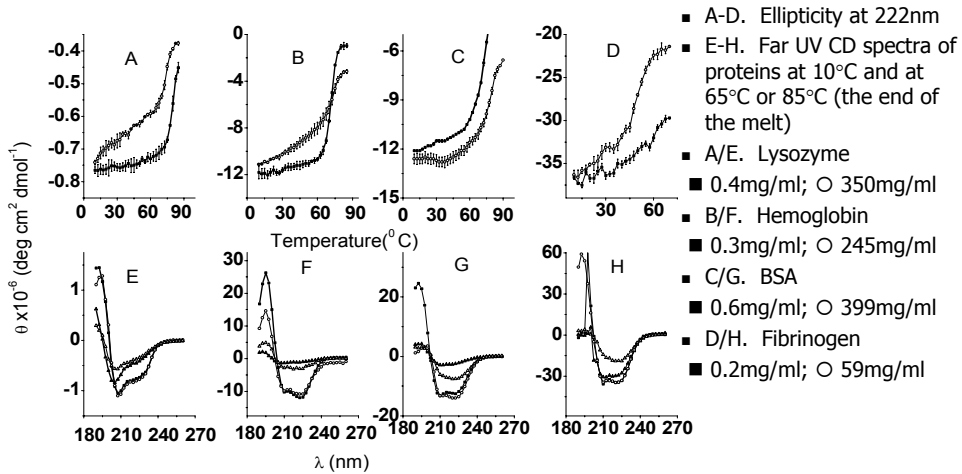 A
B
C
D
-0.4
-0.5
-0.6
-0.7
-0.8
0
-4
-8
-12
-6
-9
-12
-15
-20
-25
-30
-35
0 30 60 90
0 30 60 90
0 30 60 90
30 60
Temperature(⁰ C)
θ x10⁻⁶ (deg cm² dmol⁻¹)
E
F
G
H
1
0
-1
30
20
10
0
-10
20
0
-20
60
30
0
-30
180 210 240 270
180 210 240 270
180 210 240 270
180 210 240 270
λ (nm)
▪ A-D. Ellipticity at 222nm
▪ E-H. Far UV CD spectra of
proteins at 10°C and at
65°C or 85°C (the end of
the melt)
▪ A/E. Lysozyme
■ 0.4mg/ml; ○ 350mg/ml
▪ B/F. Hemoglobin
■ 0.3mg/ml; ○ 245mg/ml
▪ C/G. BSA
■ 0.6mg/ml; ○ 399mg/ml
▪ D/H. Fibrinogen
■ 0.2mg/ml; ○ 59mg/ml